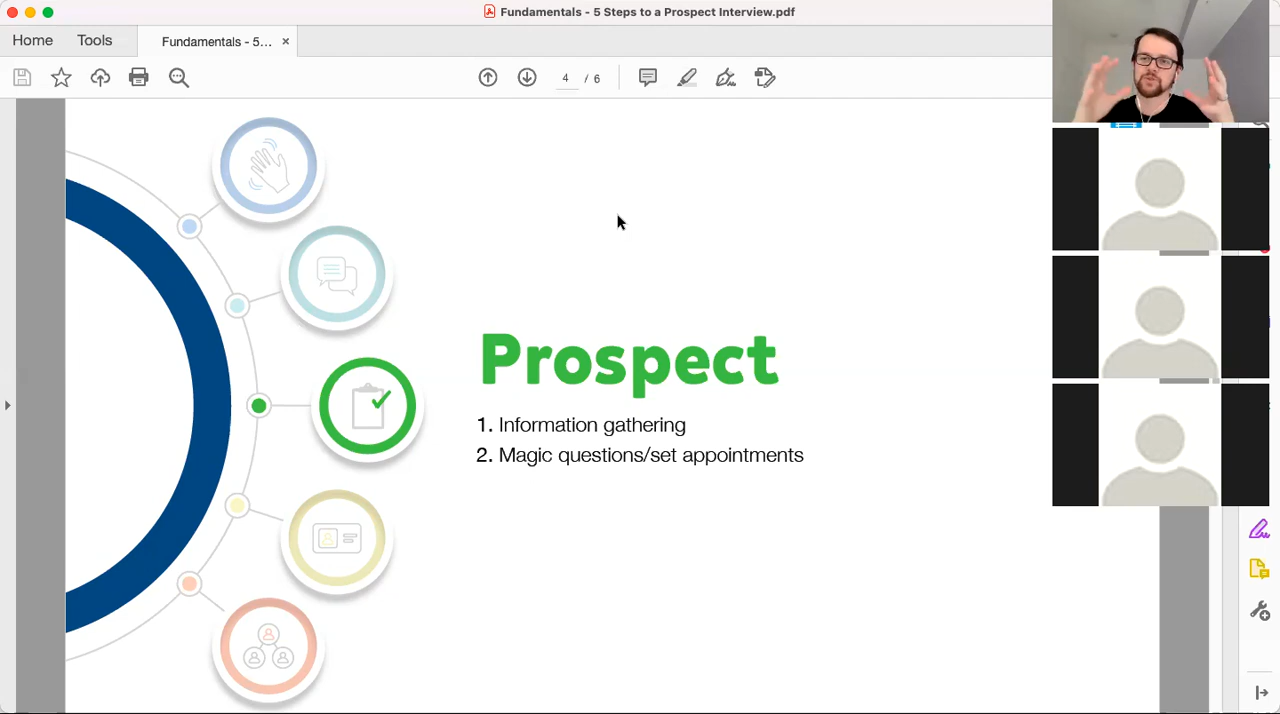 Fundamentals - 5 Steps to a Prospect Interview.pdf
Home
Tools
Fundamentals - 5...
4 / 6
Prospect
1. Information gathering
2. Magic questions/set appointments